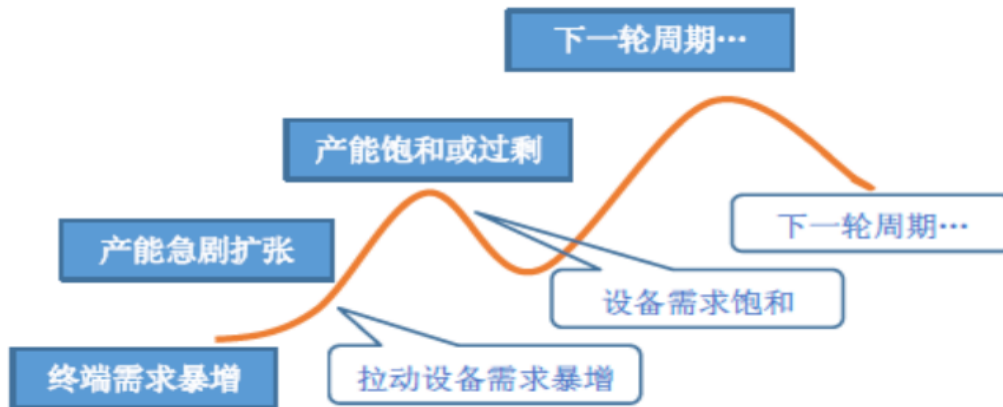 下一轮周期…
产能饱和或过剩
下一轮周期…
产能急剧扩张
设备需求饱和
终端需求暴增
拉动设备需求暴增